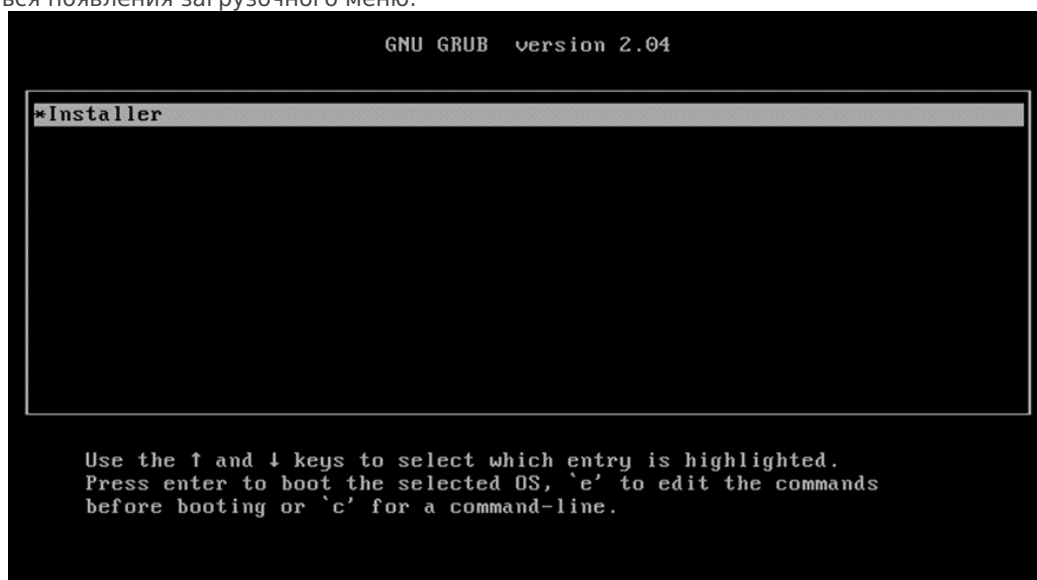 вся появления загрузочного меню.
GNU GRUB version 2.04
*Installer
Use the ↑ and ↓ keys to select which entry is highlighted.
Press enter to boot the selected OS, `e' to edit the commands
before booting or `c' for a command-line.